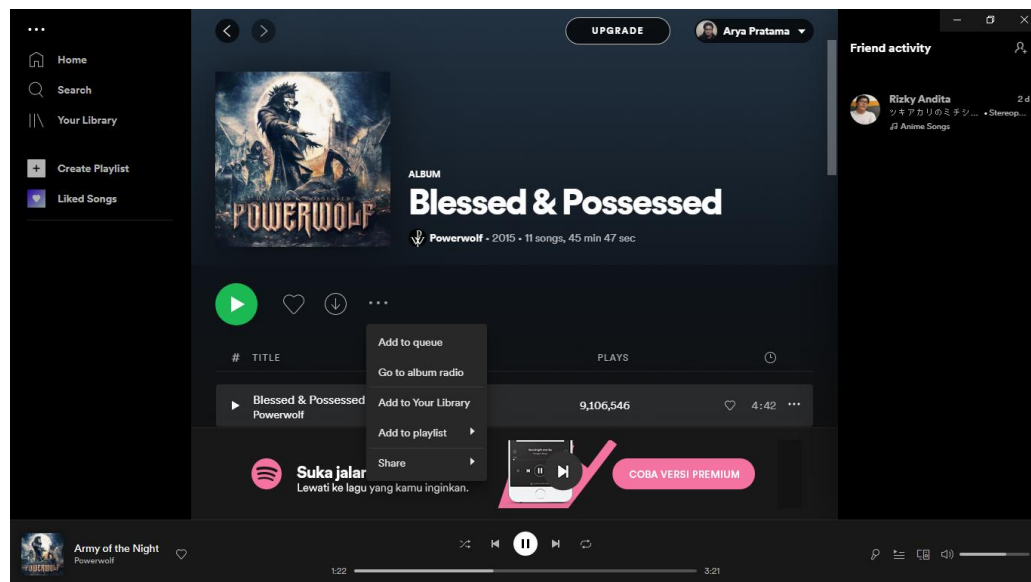 Home
Search
Your Library
Create Playlist
Liked Songs
UPGRADE
Arya Pratama
POWERWOLF
ALBUM
Blessed & Possessed
Powerwolf • 2015 • 11 songs, 45 min 47 sec
Add to queue
Go to album radio
Add to Your Library
Add to playlist
Share
# TITLE
PLAYS
Blessed & Possessed
Powerwolf
9,106,546
4:42
Suka jalan
Lewati ke lagu yang kamu inginkan.
COBA VERSI PREMIUM
Friend activity
Rizky Andita
2 d
ツキアカリのミチシ... • Stereop...
Anime Songs
Army of the Night
Powerwolf
1:22
3:21